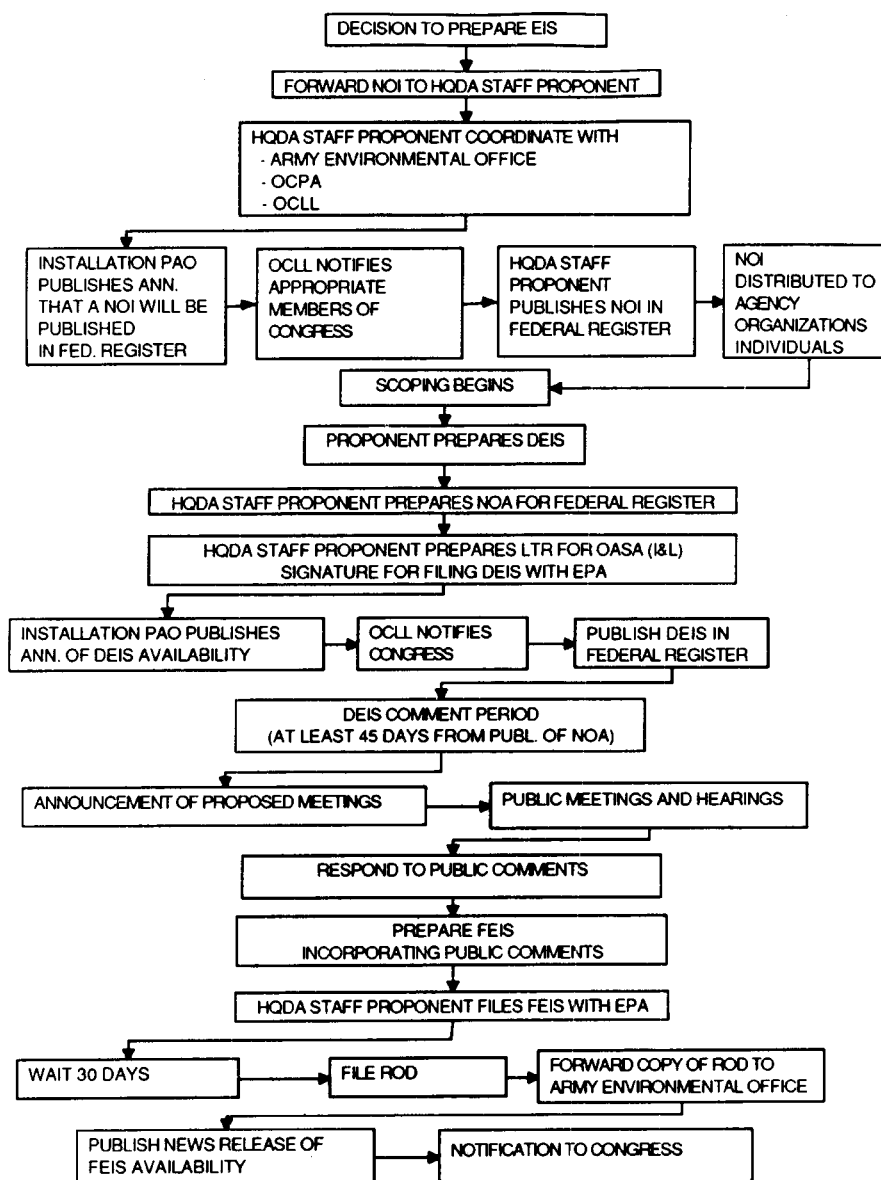 DECISION TO PREPARE EIS
FORWARD NOI TO HQDA STAFF PROPONENT
HQDA STAFF PROPONENT COORDINATE WITH
- ARMY ENVIRONMENTAL OFFICE
- OCPA
- OCLL
INSTALLATION PAO
PUBLISHES ANN.
THAT A NOI WILL BE
PUBLISHED
IN FED. REGISTER
OCLL NOTIFIES
APPROPRIATE
MEMBERS OF
CONGRESS
HQDA STAFF
PROPONENT
PUBLISHES NOI IN
FEDERAL REGISTER
NOI
DISTRIBUTED TO
AGENCY
ORGANIZATIONS
INDIVIDUALS
SCOPING BEGINS
PROPONENT PREPARES DEIS
HQDA STAFF PROPONENT PREPARES NOA FOR FEDERAL REGISTER
HQDA STAFF PROPONENT PREPARES LTR FOR OASA (I&L)
SIGNATURE FOR FILING DEIS WITH EPA
INSTALLATION PAO PUBLISHES
ANN. OF DEIS AVAILABILITY
OCLL NOTIFIES
CONGRESS
PUBLISH DEIS IN
FEDERAL REGISTER
DEIS COMMENT PERIOD
(AT LEAST 45 DAYS FROM PUBL. OF NOA)
ANNOUNCEMENT OF PROPOSED MEETINGS
PUBLIC MEETINGS AND HEARINGS
RESPOND TO PUBLIC COMMENTS
PREPARE FEIS
INCORPORATING PUBLIC COMMENTS
HQDA STAFF PROPONENT FILES FEIS WITH EPA
WAIT 30 DAYS
FILE ROD
FORWARD COPY OF ROD TO
ARMY ENVIRONMENTAL OFFICE
PUBLISH NEWS RELEASE OF
FEIS AVAILABILITY
NOTIFICATION TO CONGRESS